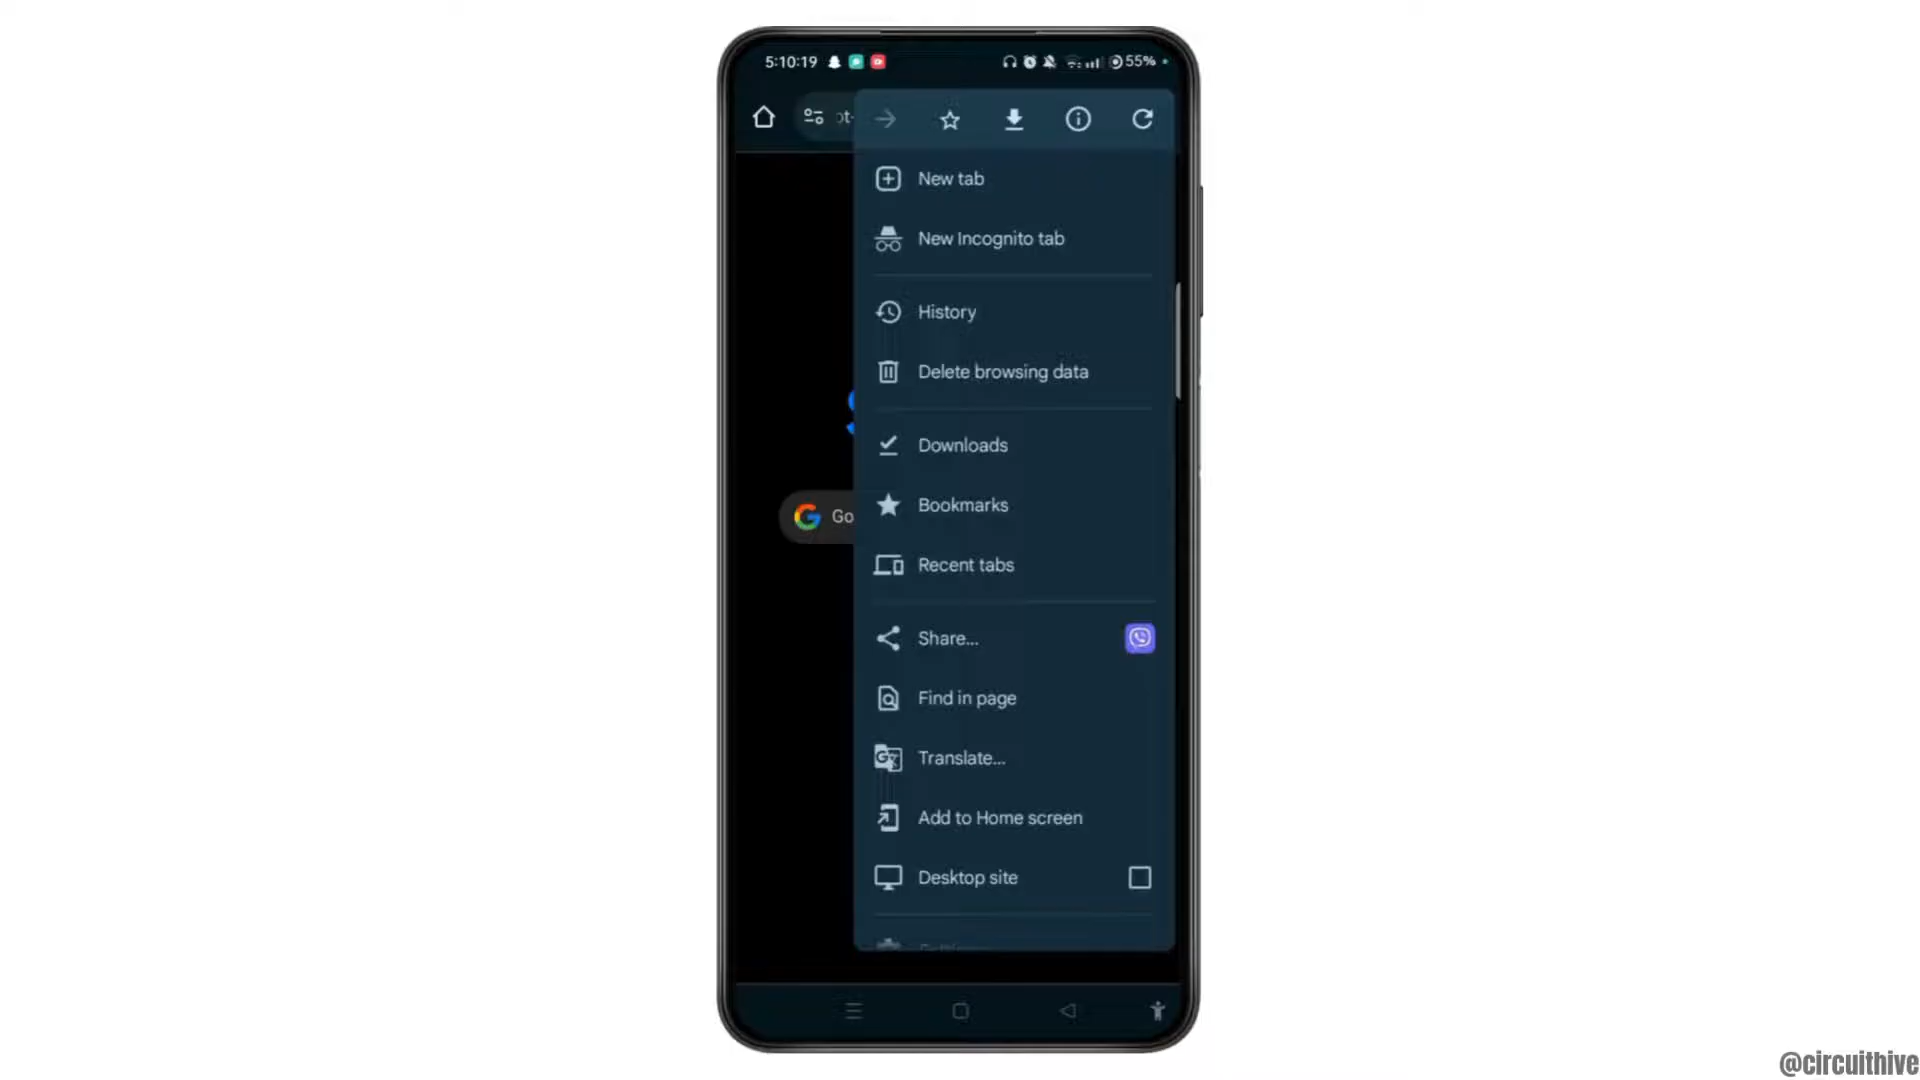 5:10:19
55%
ot-
New tab
New Incognito tab
History
Delete browsing data
Downloads
Bookmarks
Go
Recent tabs
Share...
Find in page
Translate...
Add to Home screen
Desktop site
@circuithive